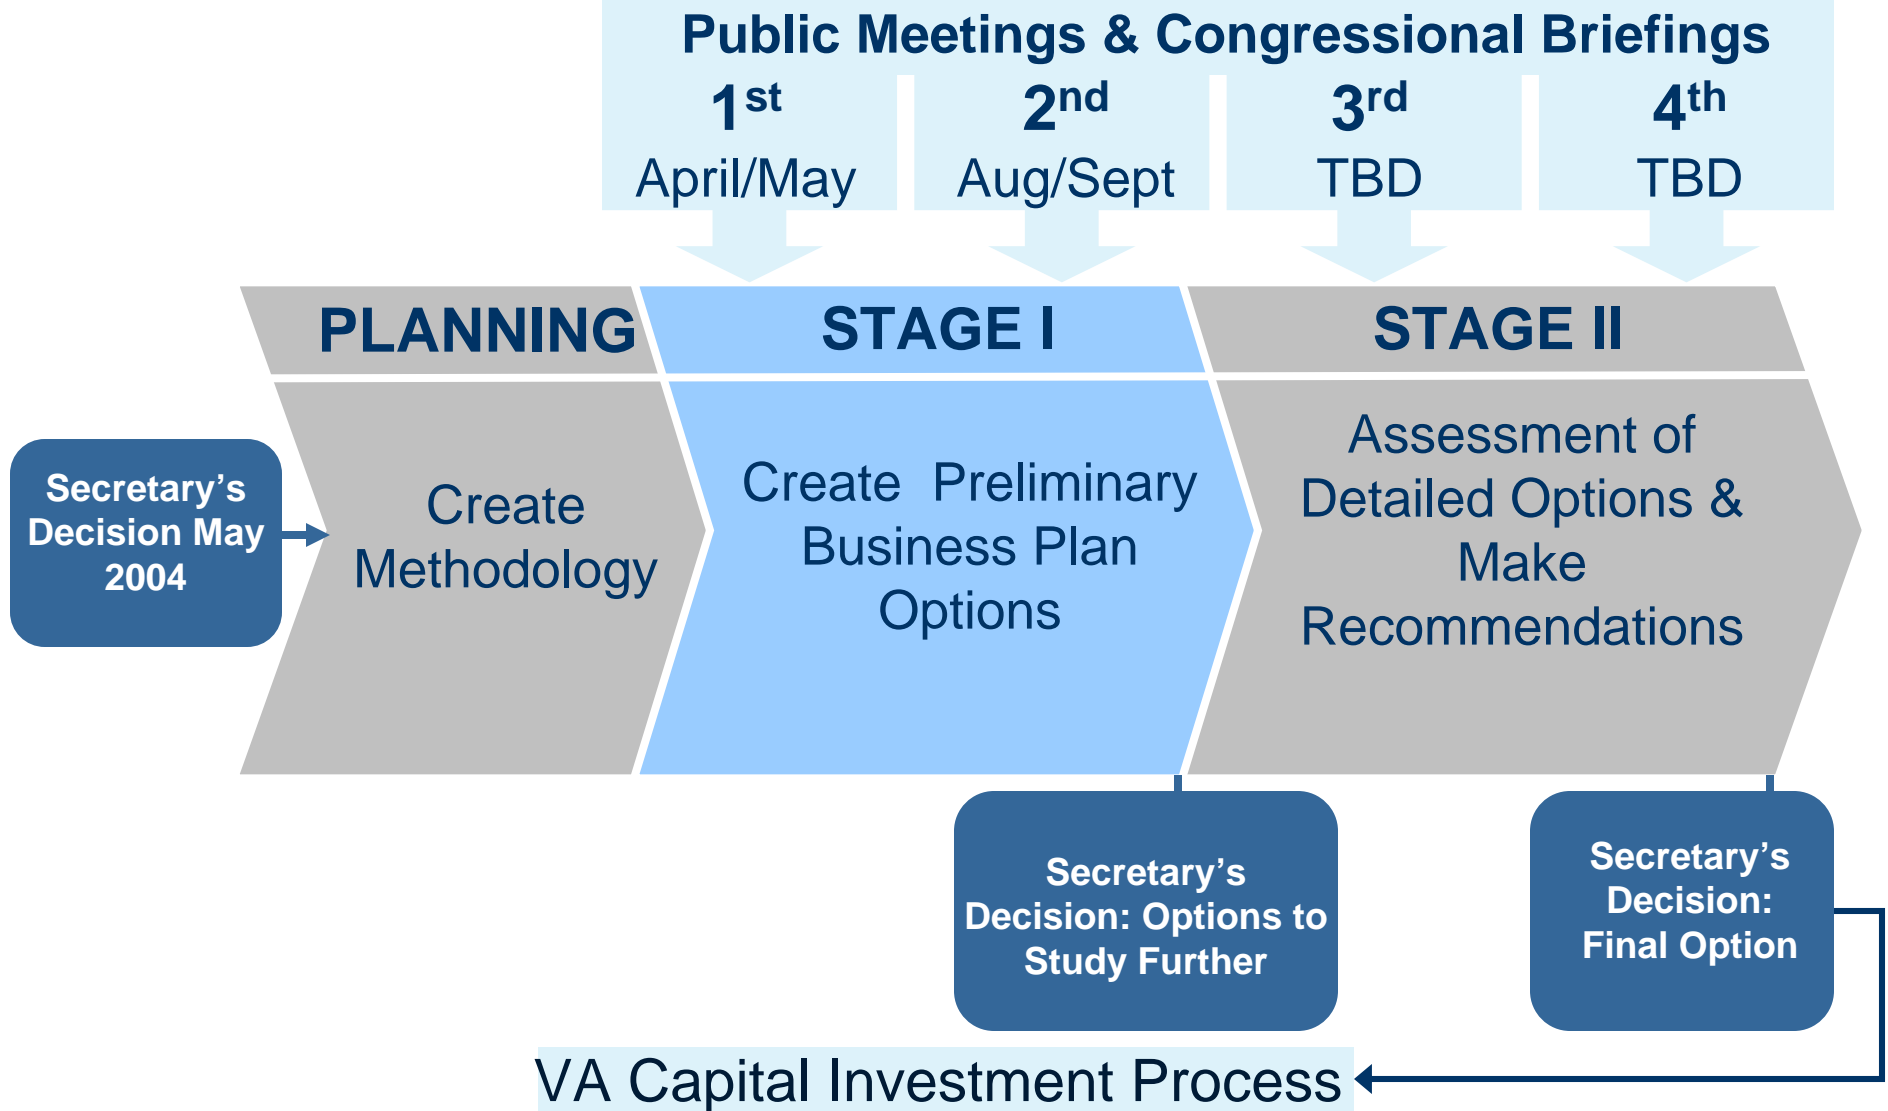 Public Meetings & Congressional Briefings
1st
April/May
2nd
Aug/Sept
3rd
TBD
4th
TBD
PLANNING
STAGE I
STAGE II
Secretary’s
Decision May
2004
Create
Methodology
Create Preliminary
Business Plan
Options
Assessment of
Detailed Options &
Make
Recommendations
Secretary’s
Decision: Options to
Study Further
Secretary’s
Decision:
Final Option
VA Capital Investment Process